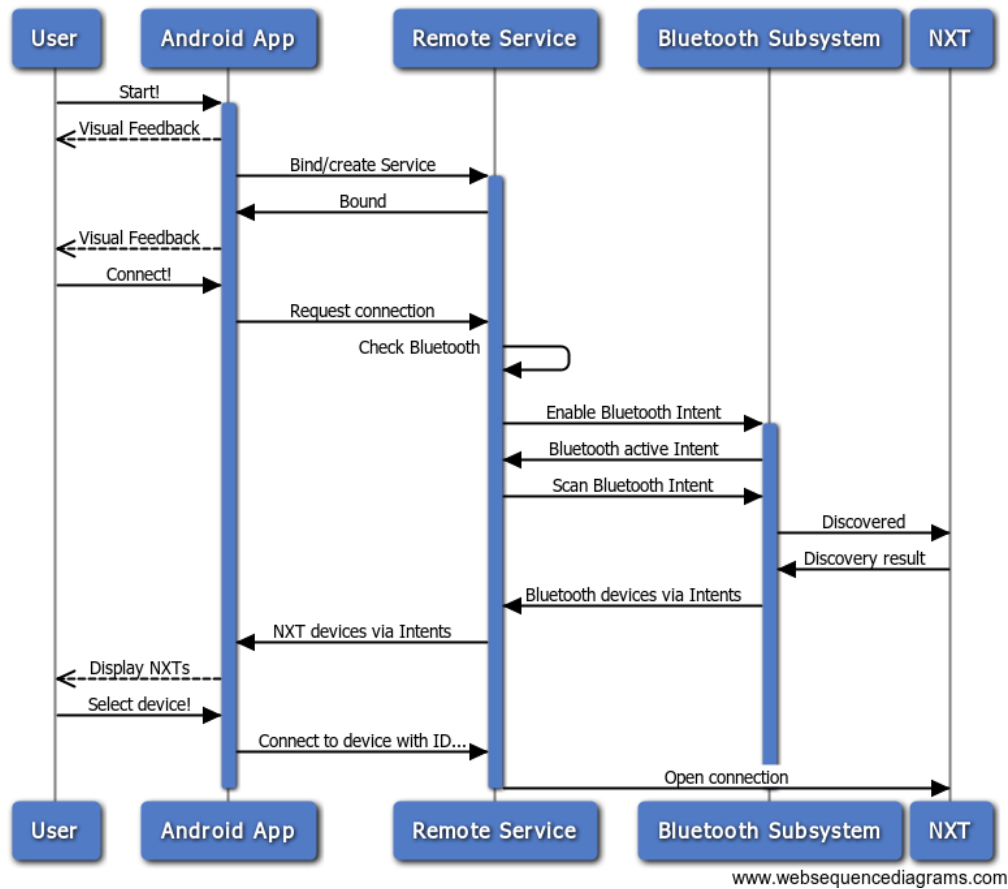 User
Android App
Remote Service
Bluetooth Subsystem
NXT
Start!
Visual Feedback
Bind/create Service
Bound
Visual Feedback
Connect!
Request connection
Check Bluetooth
Enable Bluetooth Intent
Bluetooth active Intent
Scan Bluetooth Intent
Discovered
Discovery result
Bluetooth devices via Intents
NXT devices via Intents
Display NXTs
Select device!
Connect to device with ID...
Open connection
User
Android App
Remote Service
Bluetooth Subsystem
NXT
www.websequencediagrams.com